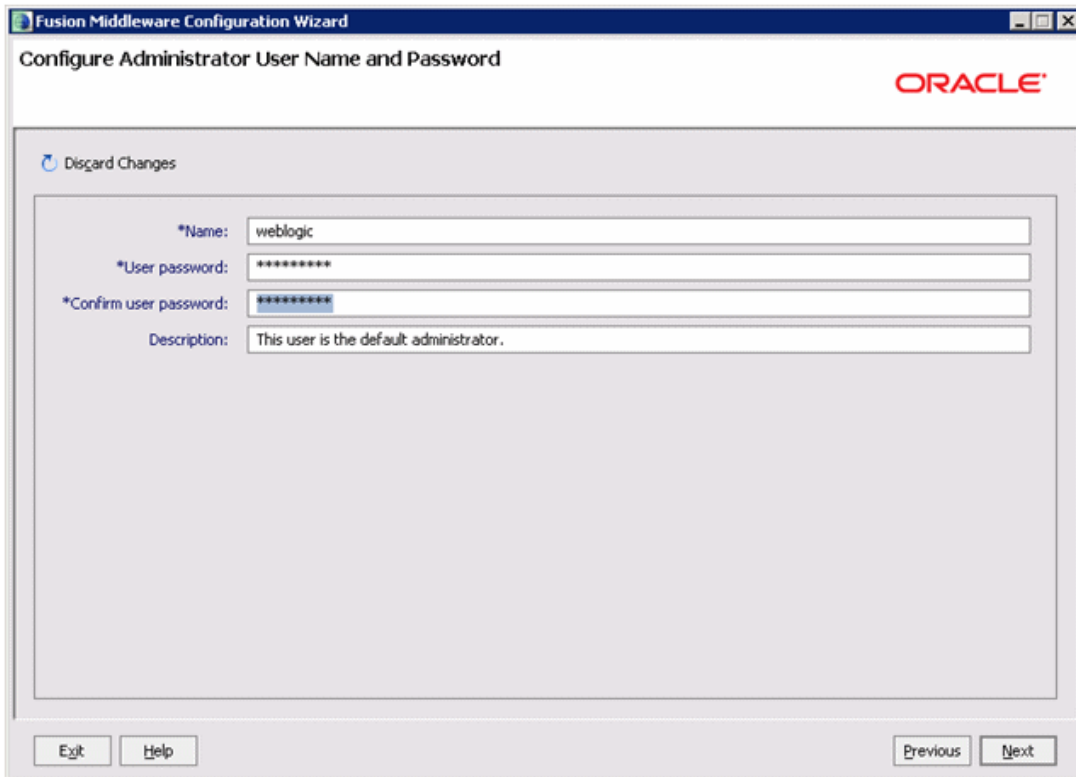 Fusion Middleware Configuration Wizard
Configure Administrator User Name and Password
ORACLE
Discard Changes
*Name: weblogic
*User password: *********
*Confirm user password: *********
Description: This user is the default administrator.
Exit Help Previous Next